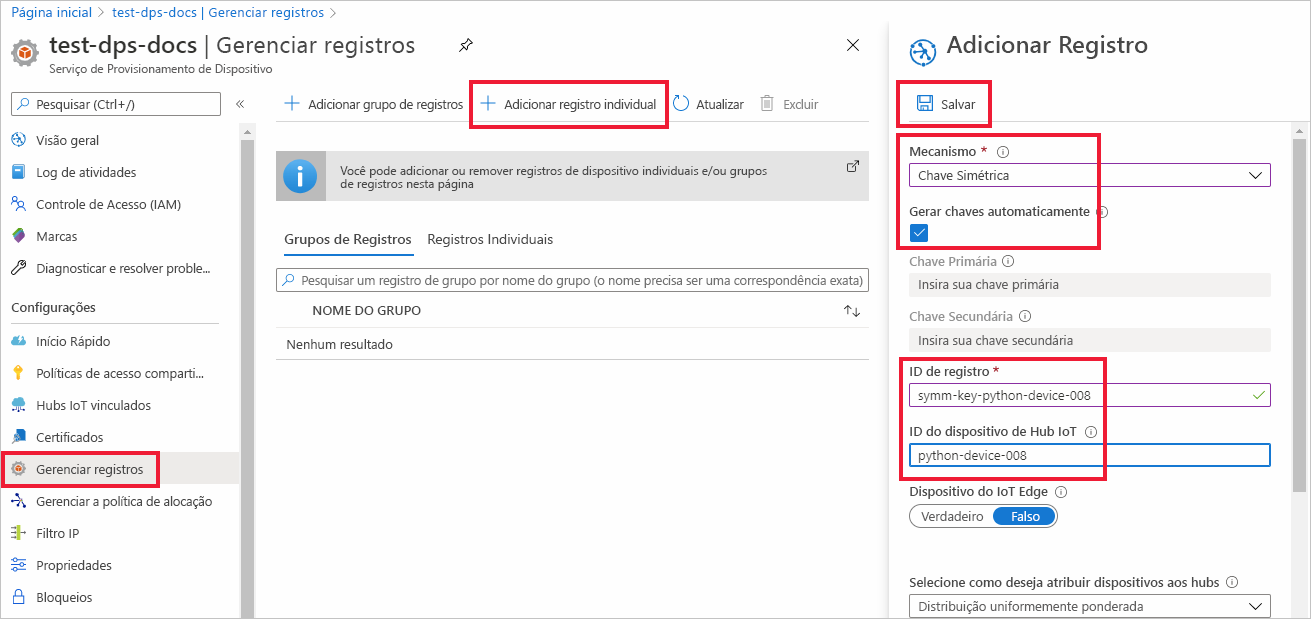 Página inicial > test-dps-docs | Gerenciar registros >
test-dps-docs | Gerenciar registros
Serviço de Provisionamento de Dispositivo
Pesquisar (Ctrl+/)
«
Visão geral
Log de atividades
Controle de Acesso (IAM)
Marcas
Diagnosticar e resolver proble...
Configurações
Início Rápido
Políticas de acesso comparti...
Hubs IoT vinculados
Certificados
Gerenciar registros
Gerenciar a política de alocação
Filtro IP
Propriedades
Bloqueios
Adicionar grupo de registros
Adicionar registro individual
Atualizar
Excluir
Você pode adicionar ou remover registros de dispositivo individuais e/ou grupos
de registros nesta página
Grupos de Registros
Registros Individuais
Pesquisar um registro de grupo por nome do grupo (o nome precisa ser uma correspondência exata)
NOME DO GRUPO
Nenhum resultado
Adicionar Registro
Salvar
Mecanismo *
Chave Simétrica
Gerar chaves automaticamente
Chave Primária
Insira sua chave primária
Chave Secundária
Insira sua chave secundária
ID de registro *
symm-key-python-device-008
ID do dispositivo de Hub IoT
python-device-008
Dispositivo do IoT Edge
Verdadeiro Falso
Selecione como deseja atribuir dispositivos aos hubs
Distribuição uniformemente ponderada